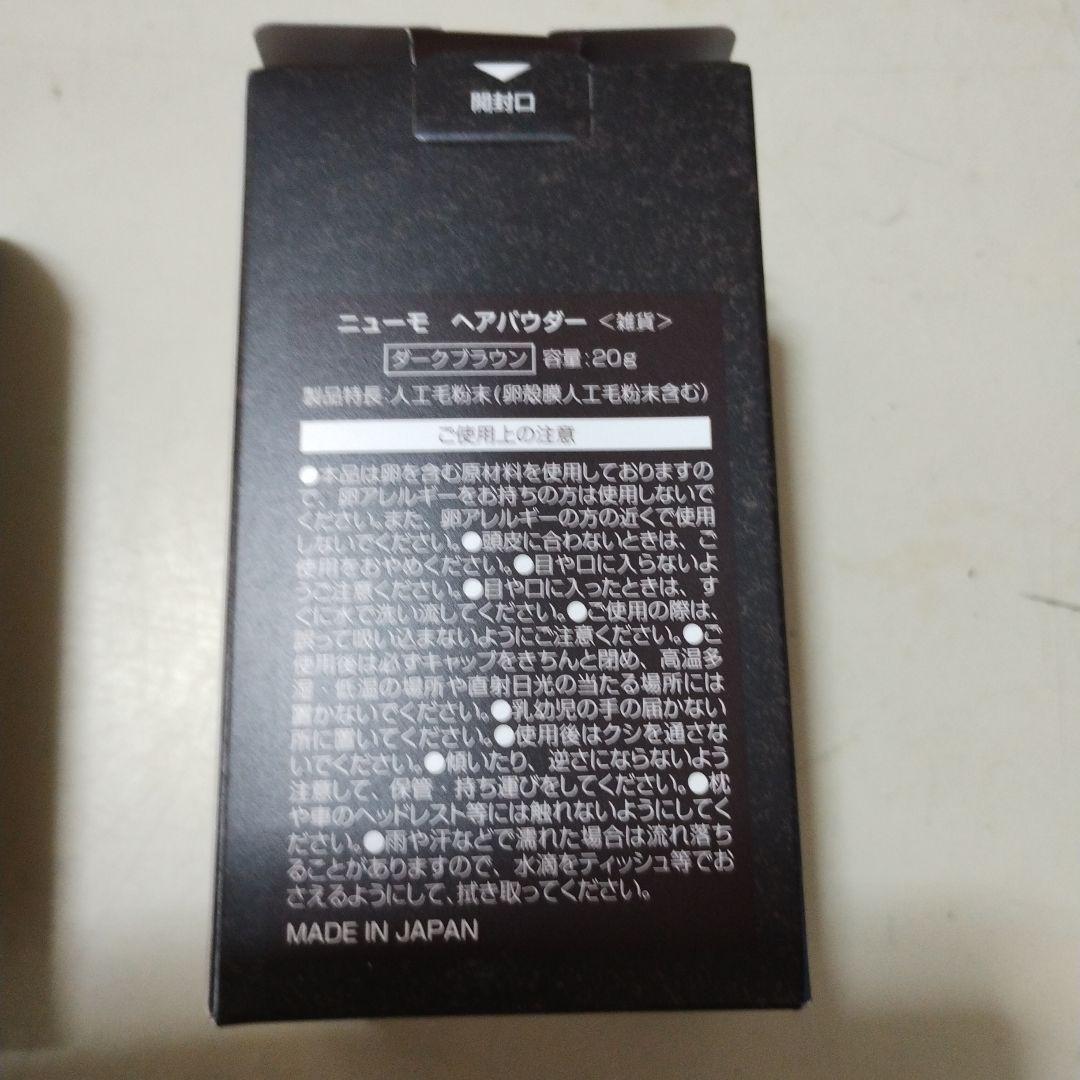 開封口
ニューモ ヘアパウダー <雑貨>
ダークブラウン 容量:20g
製品特長:人工毛粉末(卵殻膜人工毛粉末含む)
ご使用上の注意
●本品は卵を含む原材料を使用しておりますの
で、卵アレルギーをお持ちの方は使用しないで
ください。また、卵アレルギーの方の近くで使用
しないでください。●頭皮に合わないときは、ご
使用をおやめください。●目や口に入らないよ
うご注意ください。●目や口に入ったときは、す
ぐに水で洗い流してください。●ご使用の際は、
誤って吸い込まないようにご注意ください。●ご
使用後は必ずキャップをきちんと閉め、高温多
湿・低温の場所や直射日光の当たる場所には
置かないでください。●乳幼児の手の届かない
所に置いてください。●使用後はクシを通さな
いでください。●傾いたり、逆さにならないよう
注意して、保管・持ち運びをしてください。●枕
や車のヘッドレスト等には触れないようにしてく
ださい。●雨や汗などで濡れた場合は流れ落ち
ることがありますので、水滴をティッシュ等でお
さえるようにして、拭き取ってください。
MADE IN JAPAN